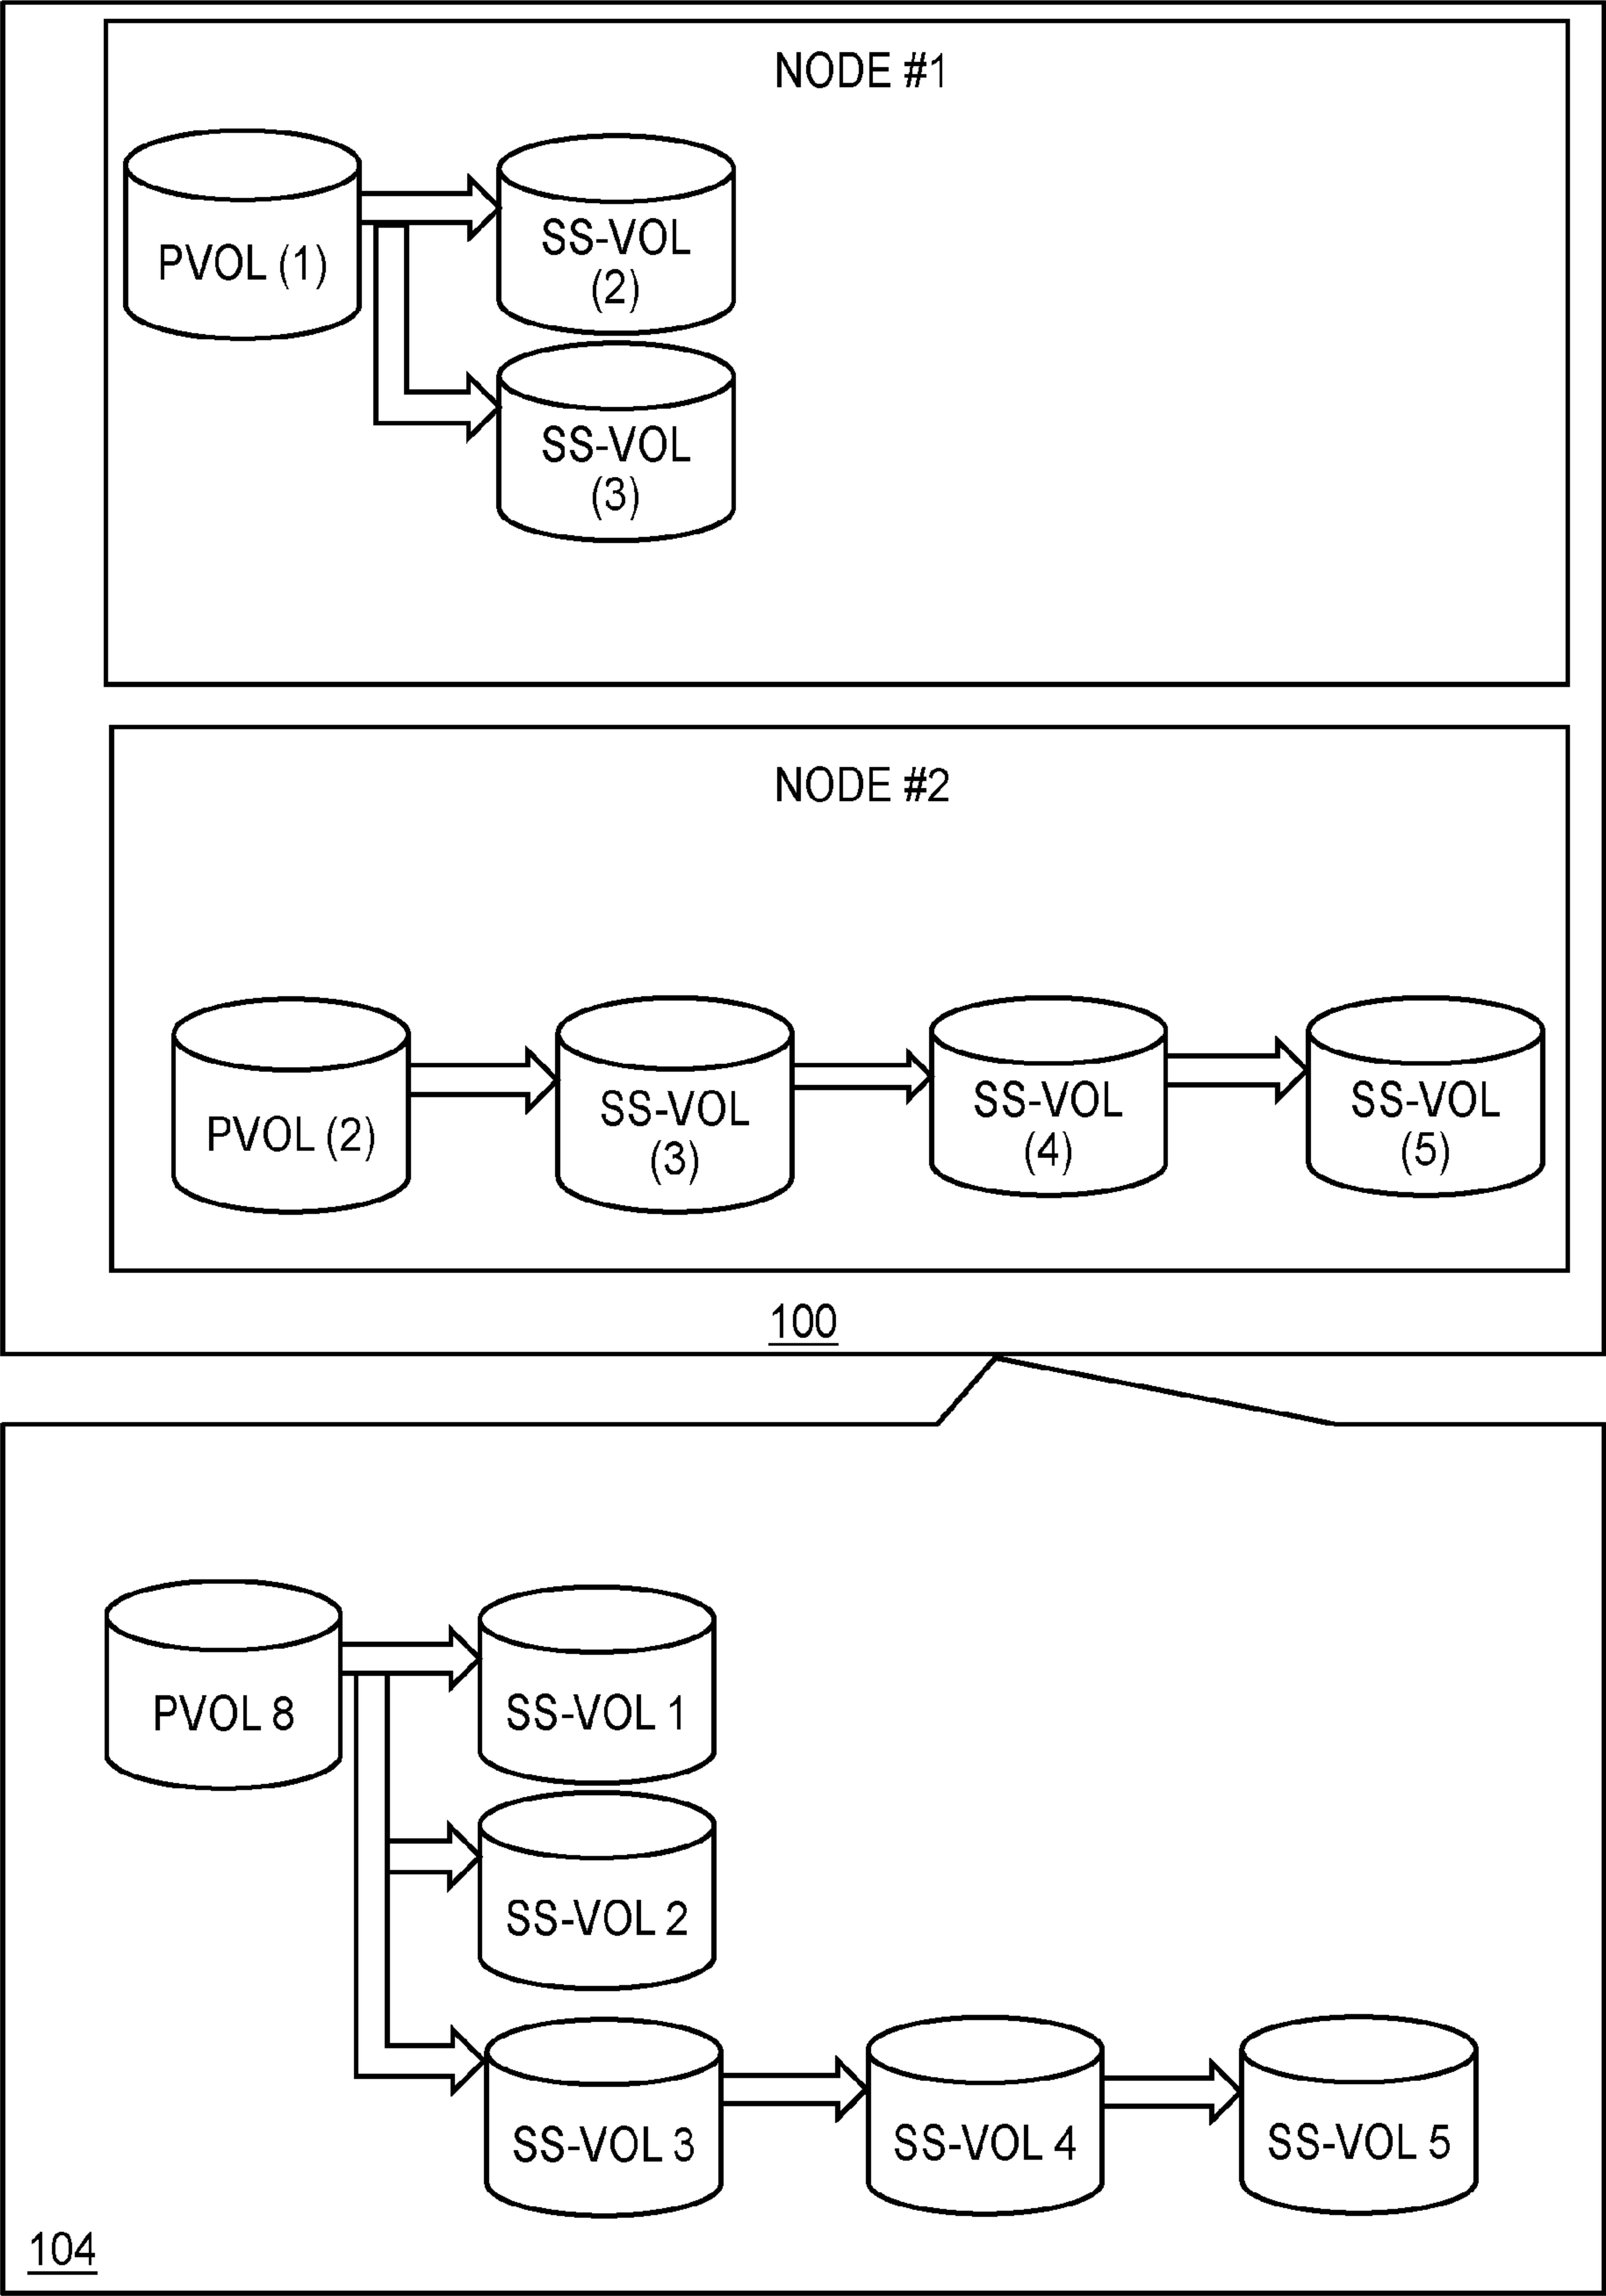 NODE #1
PVOL (1)
SS-VOL
(2)
SS-VOL
(3)
NODE #2
PVOL (2)
SS-VOL
(3)
SS-VOL
(4)
SS-VOL
(5)
100
PVOL 8
SS-VOL 1
SS-VOL 2
SS-VOL 3
SS-VOL 4
SS-VOL 5
104